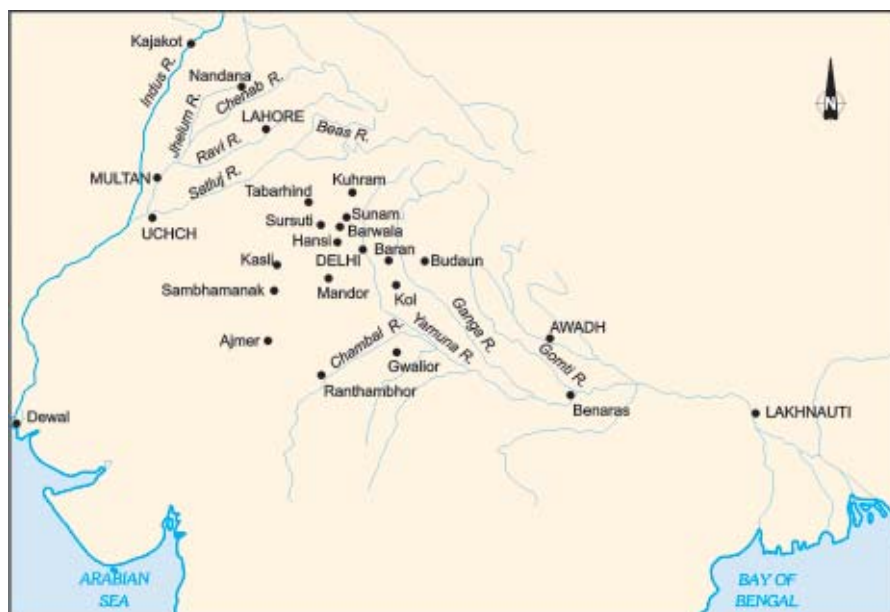 Kajakot
Indus R.
Nandana
N
Jhelum R.
Chenab R.
LAHORE
Ravi R.
Beas R.
MULTAN
Satluj R.
Kuhram
Tabarhind
Sunam
UCHCH
Sursuti
Barwala
Hansi
Baran
Kasli
DELHI
Budaun
Sambhamanak
Mandor
Kol
Ganga R.
AWADH
Ajmer
Chambal R.
Yamuna R.
Gomti R.
Gwalior
Ranthambhor
Benaras
Dewal
LAKHNAUTI
ARABIAN
SEA
BAY OF
BENGAL